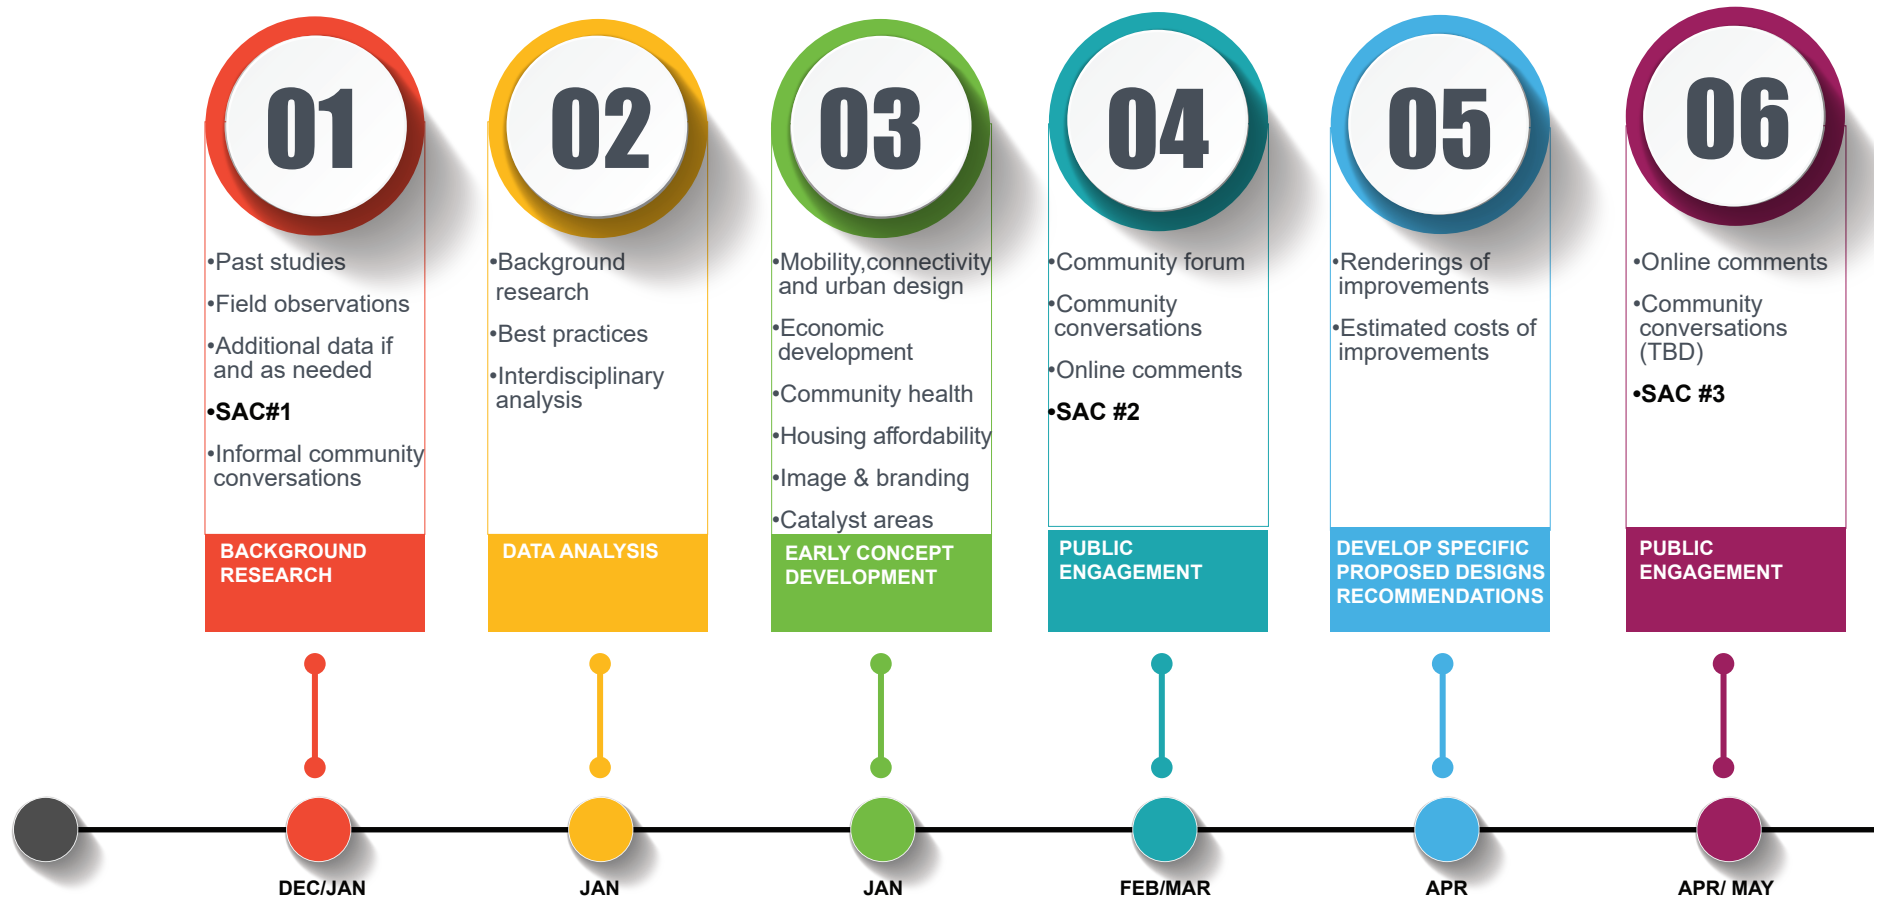 01
•Past studies
•Field observations
•Additional data if
and as needed
•SAC#1
•Informal community
conversations
BACKGROUND
RESEARCH
DEC/JAN
02
•Background
research
•Best practices
•Interdisciplinary
analysis
DATA ANALYSIS
JAN
03
•Mobility,connectivity
and urban design
•Economic
development
•Community health
•Housing affordability
•Image & branding
•Catalyst areas
EARLY CONCEPT
DEVELOPMENT
JAN
04
•Community forum
•Community
conversations
•Online comments
•SAC #2
PUBLIC
ENGAGEMENT
FEB/MAR
05
•Renderings of
improvements
•Estimated costs of
improvements
DEVELOP SPECIFIC
PROPOSED DESIGNS
RECOMMENDATIONS
APR
06
•Online comments
•Community
conversations
(TBD)
•SAC #3
PUBLIC
ENGAGEMENT
APR/ MAY